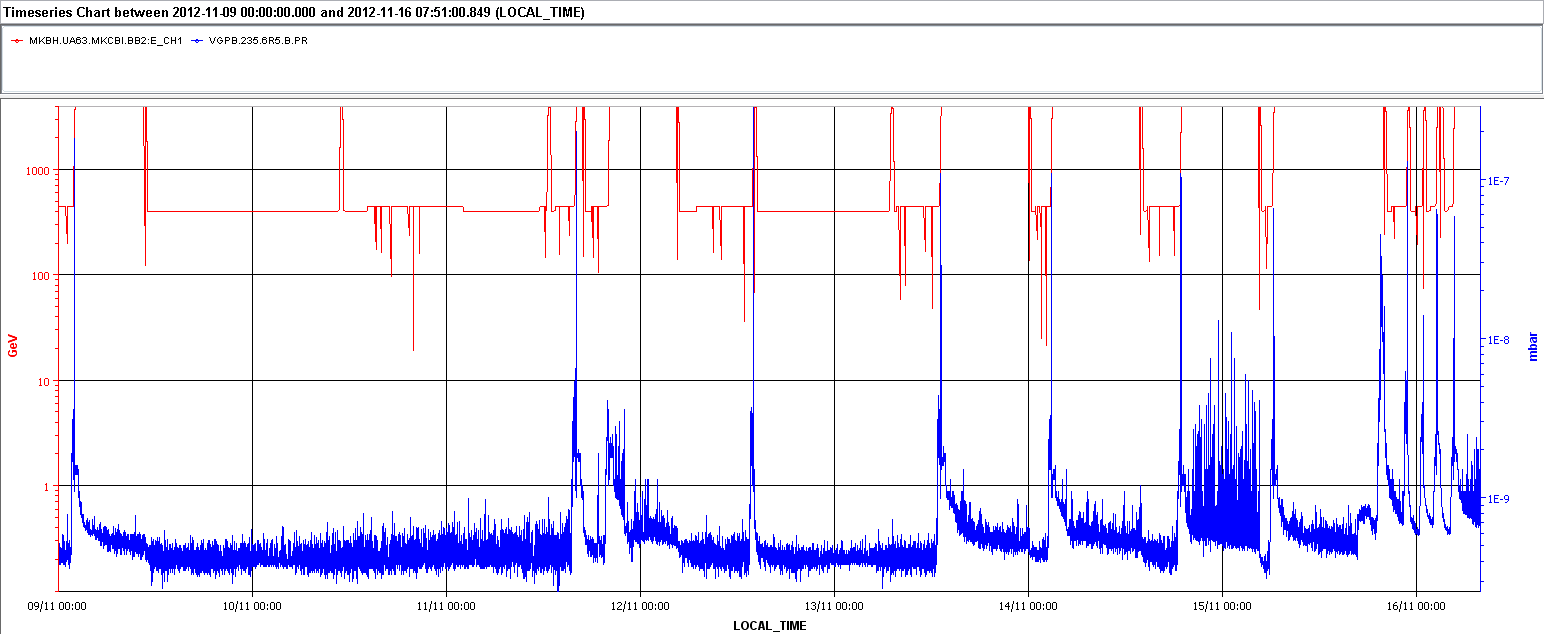 Timeseries Chart between 2012-11-09 00:00:00.000 and 2012-11-16 07:51:00.849 (LOCAL_TIME)
MKBH.UA63.MKCBI.BB2:E_CH1 VGPB.235.6R5.B.PR
1000
1E-7
100
GeV
1E-8
mbar
10
1
1E-9
09/11 00:00 10/11 00:00 11/11 00:00 12/11 00:00 13/11 00:00 14/11 00:00 15/11 00:00 16/11 00:00
LOCAL_TIME